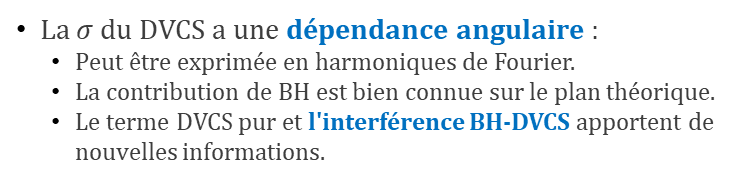 • La σ du DVCS a une dépendance angulaire :
• Peut être exprimée en harmoniques de Fourier.
• La contribution de BH est bien connue sur le plan théorique.
• Le terme DVCS pur et l'interférence BH-DVCS apportent de
nouvelles informations.